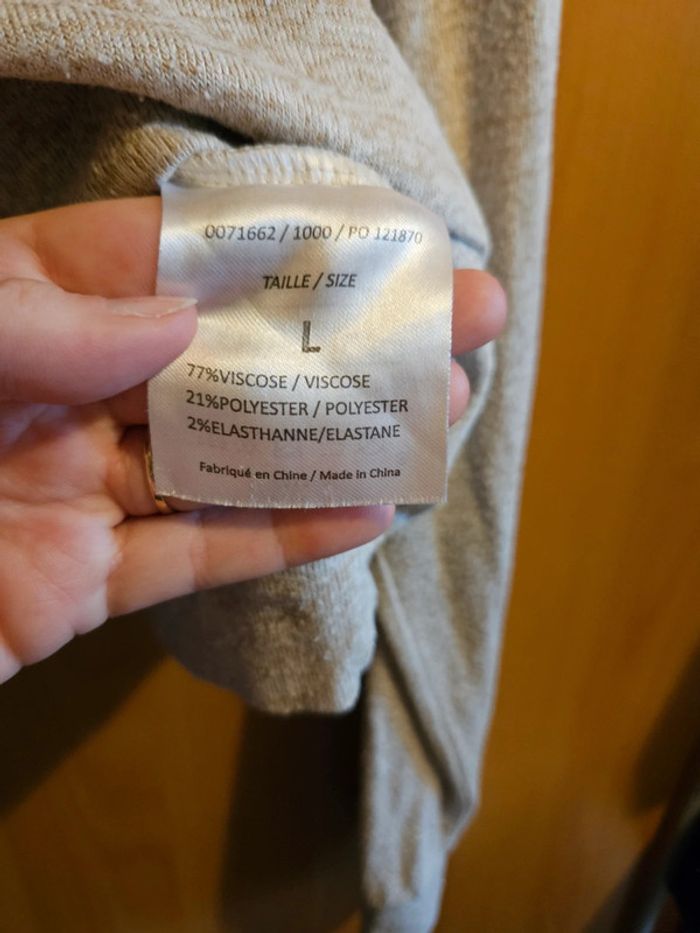 0071662 / 1000 / PO 121870
TAILLE / SIZE
L
77%VISCOSE / VISCOSE
21%POLYESTER / POLYESTER
2%ELASTHANNE/ELASTANE
Fabriqué en Chine / Made in China